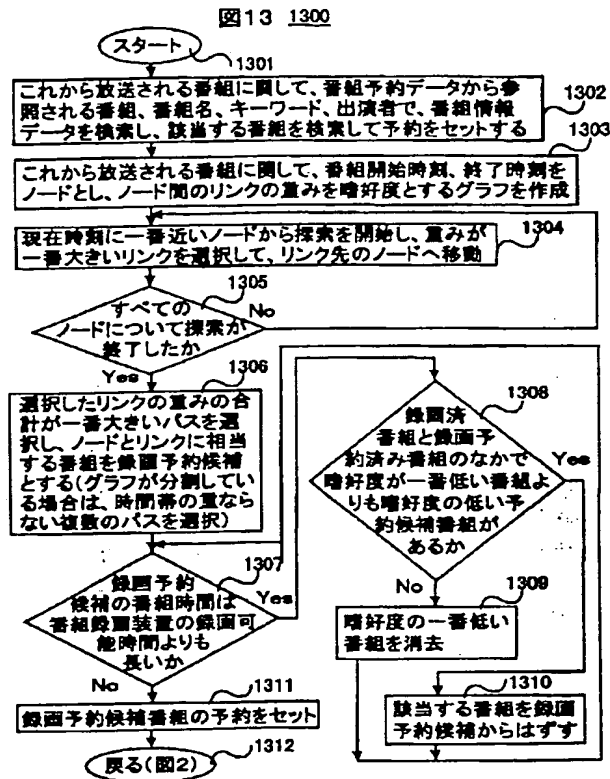 図13 1300
スタート
1301
これから放送される番組に関して、番組予約データから参
照される番組、番組名、キーワード、出演者で、番組情報
データを検索し、該当する番組を検索して予約をセットする
1302
1303
これから放送される番組に関して、番組開始時刻、終了時刻を
ノードとし、ノード間のリンクの重みを嗜好度とするグラフを作成
現在時刻に一番近いノードから探索を開始し、重みが
一番大きいリンクを選択して、リンク先のノードへ移動
1304
1305
すべての
ノードについて探索が
終了したか
No
Yes
1306
選択したリンクの重みの合
計が一番大きいパスを選
択し、ノードとリンクに相当
する番組を録画予約候補
とする(グラフが分割してい
る場合は、時間帯の重なら
ない複数のパスを選択)
1307
録画予約
候補の番組時間は
番組録画装置の録画可
能時間よりも
長いか
Yes
No
1308
録画済
番組と録画予
約済み番組のなかで
嗜好度が一番低い番組よ
りも嗜好度の低い予
約候補番組が
あるか
Yes
No
1309
嗜好度の一番低い
番組を消去
1310
該当する番組を録画
予約候補からはずす
1311
録画予約候補番組の予約をセット
1312
戻る(図2)